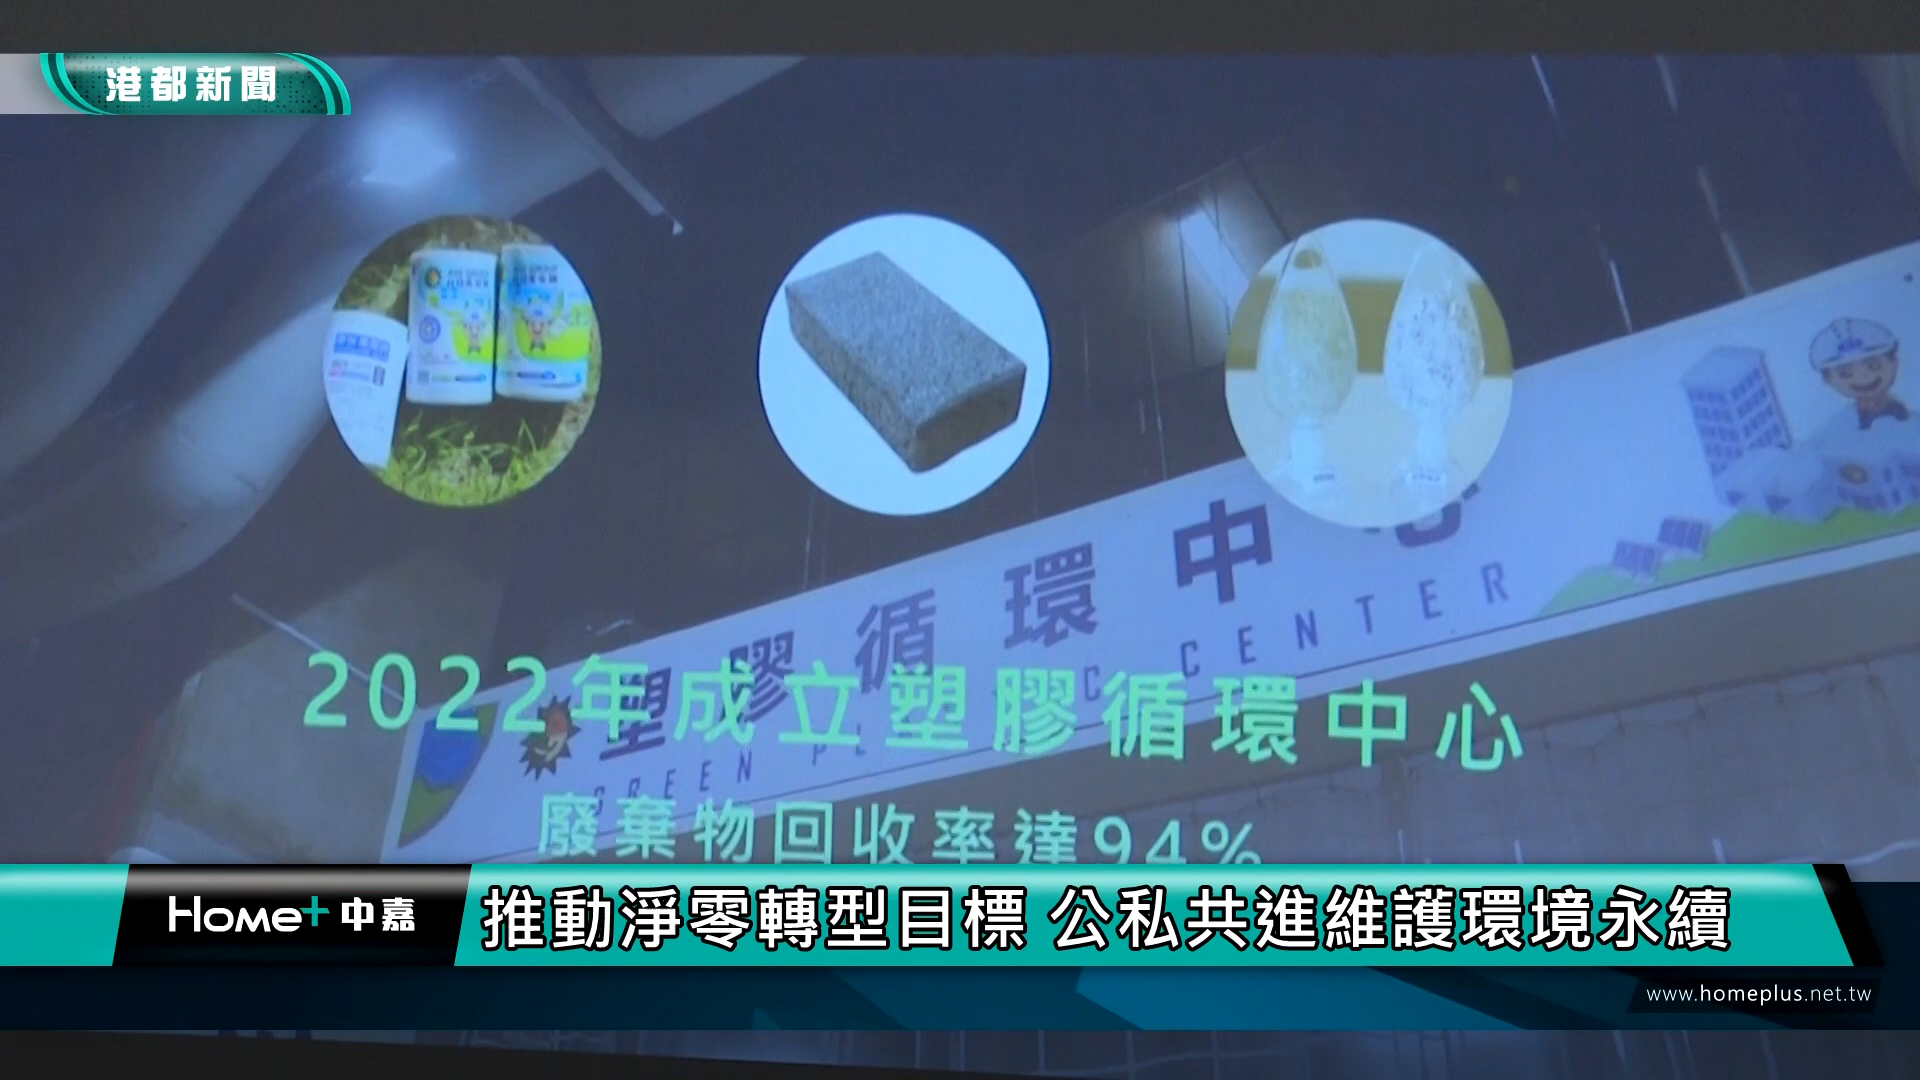 港都新聞
塑膠循環中心
GREEN PL C CENTER
2022年成立塑膠循環中心
廢棄物回收率達94%
Home+中嘉
推動淨零轉型目標 公私共進維護環境永續
www.homeplus.net.tw